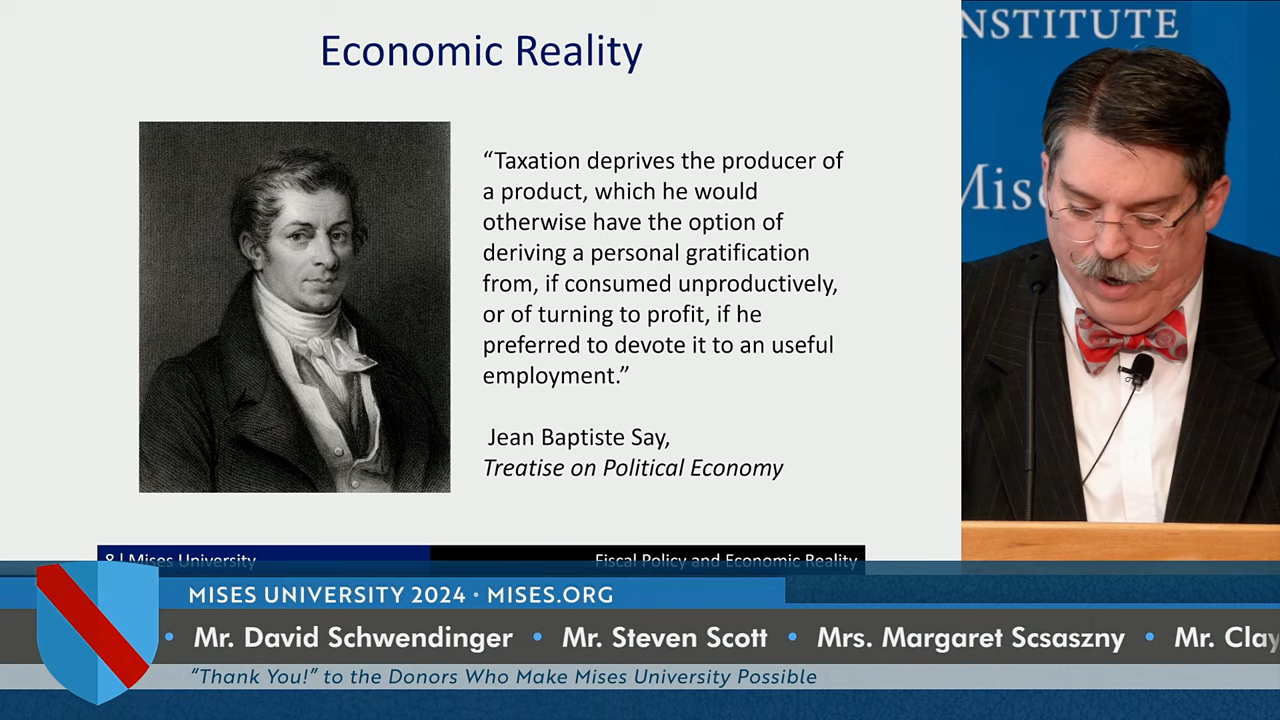 Economic Reality
“Taxation deprives the producer of
a product, which he would
otherwise have the option of
deriving a personal gratification
from, if consumed unproductively,
or of turning to profit, if he
preferred to devote it to an useful
employment.”
Jean Baptiste Say,
Treatise on Political Economy
8 | Mises University
Fiscal Policy and Economic Reality
NSTITUTE
Mis
MISES UNIVERSITY 2024 • MISES.ORG
• Mr. David Schwendinger • Mr. Steven Scott • Mrs. Margaret Scsaszny • Mr. Clay
“Thank You!” to the Donors Who Make Mises University Possible